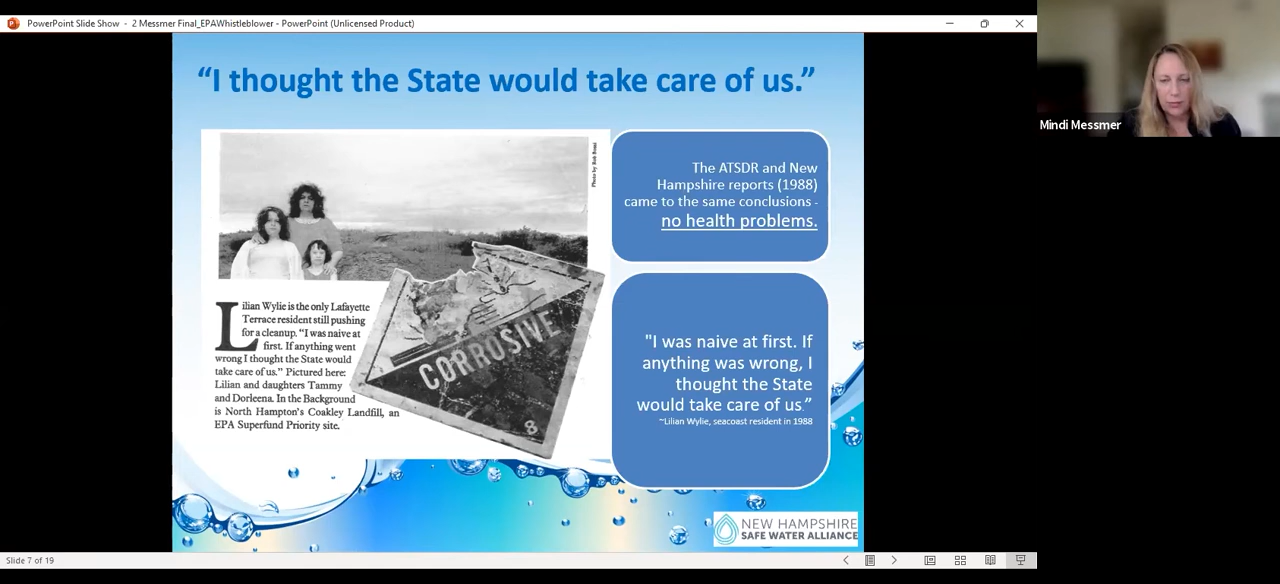 PowerPoint Slide Show - 2 Messmer Final_EPAWhistleblower - PowerPoint (Unlicensed Product)
Mindi Messmer
“I thought the State would take care of us.”
Photo by Bob Boast
Lilian Wylie is the only Lafayette
Terrace resident still pushing
for a cleanup. “I was naive at
first. If anything went
wrong I thought the State would
take care of us.” Pictured here:
Lilian and daughters Tammy
and Dorleena. In the Background
is North Hampton's Coakley Landfill, an
EPA Superfund Priority site.
CORROSIVE
8
The ATSDR and New
Hampshire reports (1988)
came to the same conclusions -
no health problems.
"I was naive at first. If
anything was wrong, I
thought the State
would take care of us.”
~Lilian Wylie, seacoast resident in 1988
NEW HAMPSHIRE
SAFE WATER ALLIANCE
Slide 7 of 19